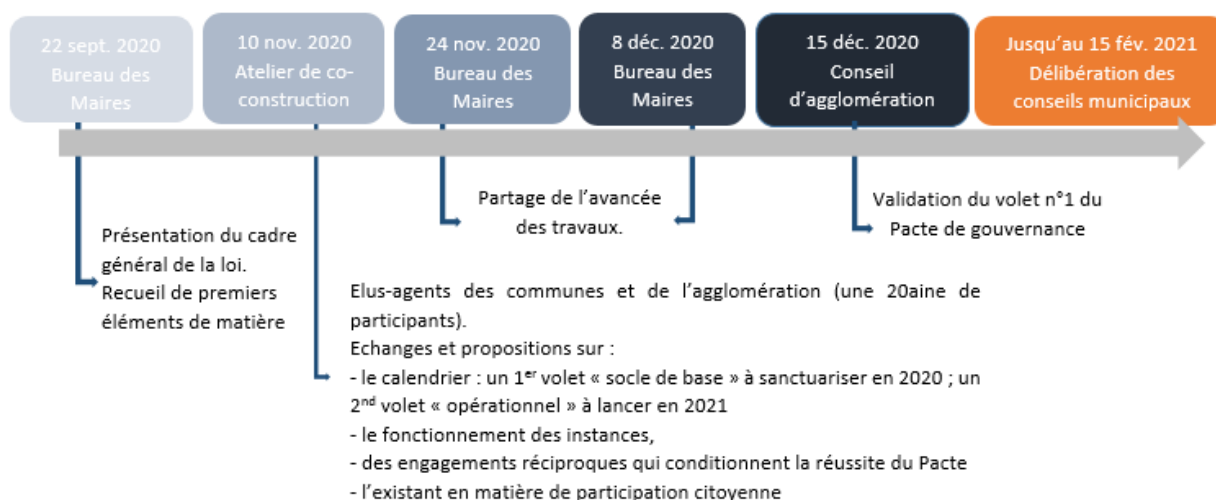 22 sept. 2020
Bureau des
Maires
10 nov. 2020
Atelier de co-
construction
24 nov. 2020
Bureau des
Maires
8 déc. 2020
Bureau des
Maires
15 déc. 2020
Conseil
d’agglomération
Jusqu’au 15 fév. 2021
Délibération des
conseils municipaux
Présentation du cadre
général de la loi.
Recueil de premiers
éléments de matière
Partage de l’avancée
des travaux.
Validation du volet n°1 du
Pacte de gouvernance
Elus-agents des communes et de l’agglomération (une 20aine de
participants).
Echanges et propositions sur :
- le calendrier : un 1er volet « socle de base » à sanctuariser en 2020 ; un
2nd volet « opérationnel » à lancer en 2021
- le fonctionnement des instances,
- des engagements réciproques qui conditionnent la réussite du Pacte
- l’existant en matière de participation citoyenne